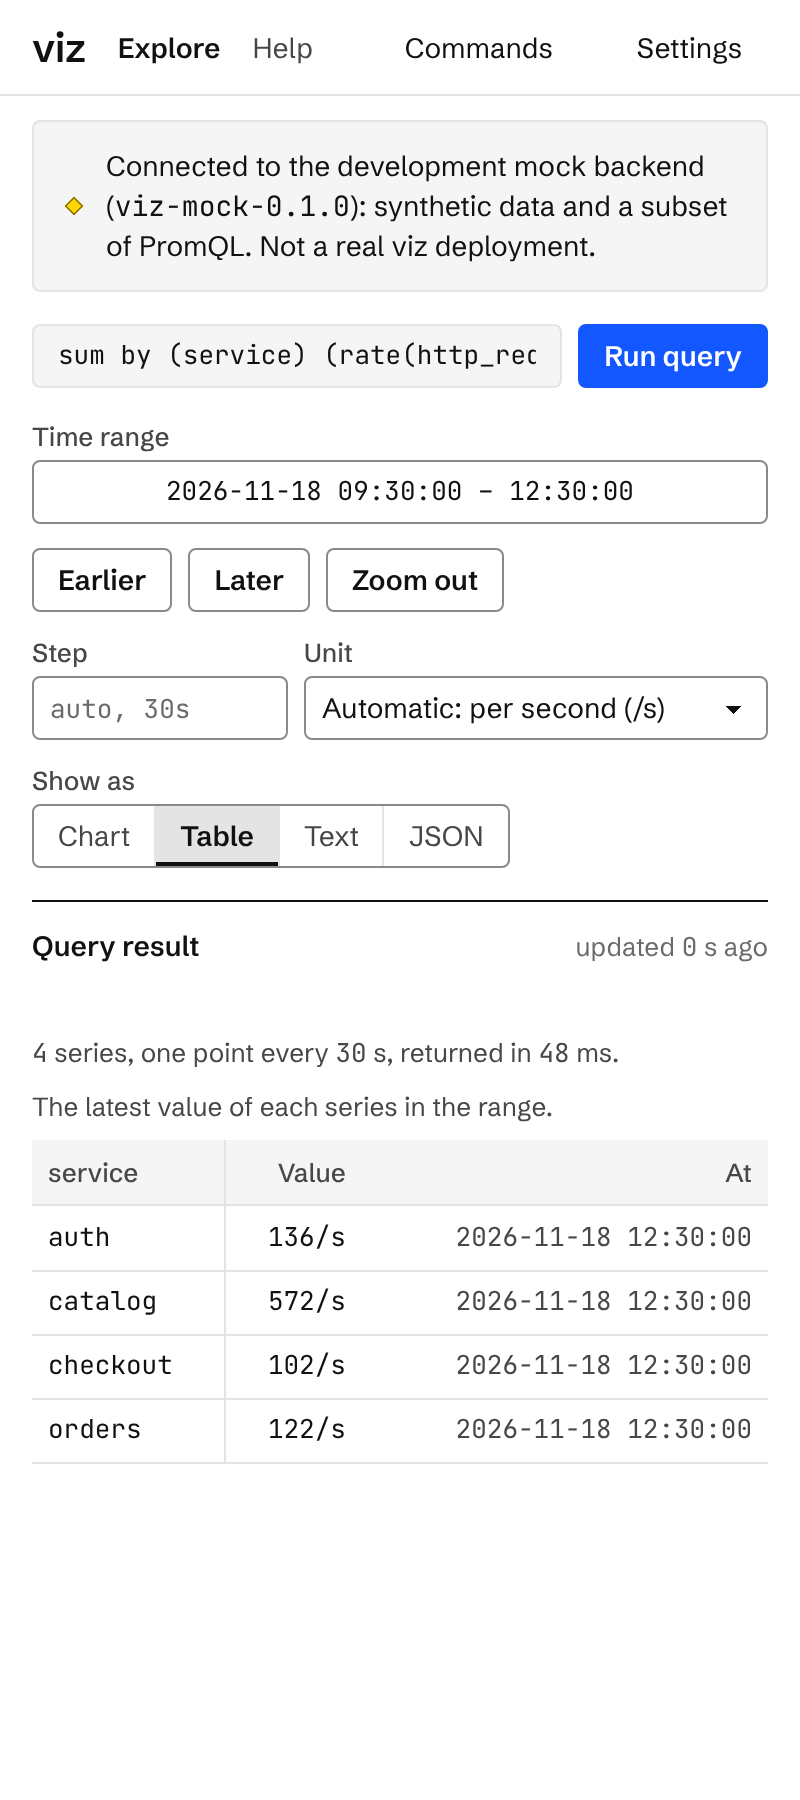 viz Explore Help Commands Settings
Connected to the development mock backend
(viz-mock-0.1.0): synthetic data and a subset
of PromQL. Not a real viz deployment.
sum by (service) (rate(http_req Run query
Time range
2026-11-18 09:30:00 – 12:30:00
Earlier Later Zoom out
Step Unit
auto, 30s Automatic: per second (/s)
Show as
Chart Table Text JSON
Query result updated 0 s ago
4 series, one point every 30 s, returned in 48 ms.
The latest value of each series in the range.
service Value At
auth 136/s 2026-11-18 12:30:00
catalog 572/s 2026-11-18 12:30:00
checkout 102/s 2026-11-18 12:30:00
orders 122/s 2026-11-18 12:30:00